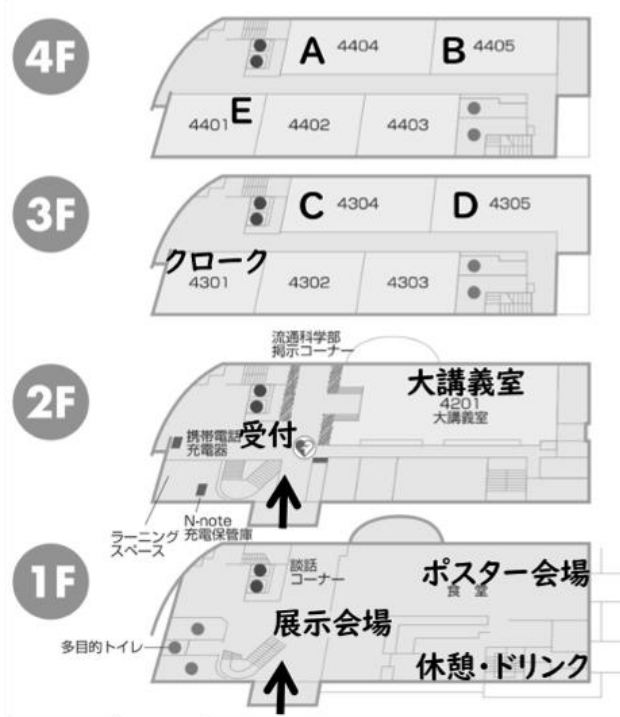 4F
A 4404
B 4405
E
4401
4402
4403
3F
C 4304
D 4305
クローク
4301
4302
4303
流通科学部
掲示コーナー
2F
大講義室
4201
大講義室
携帯電話
充電器
受付
N-note
充電保管庫
ラーニング
スペース
1F
談話
コーナー
ポスター会場
食堂
展示会場
多目的トイレ
休憩・ドリンク